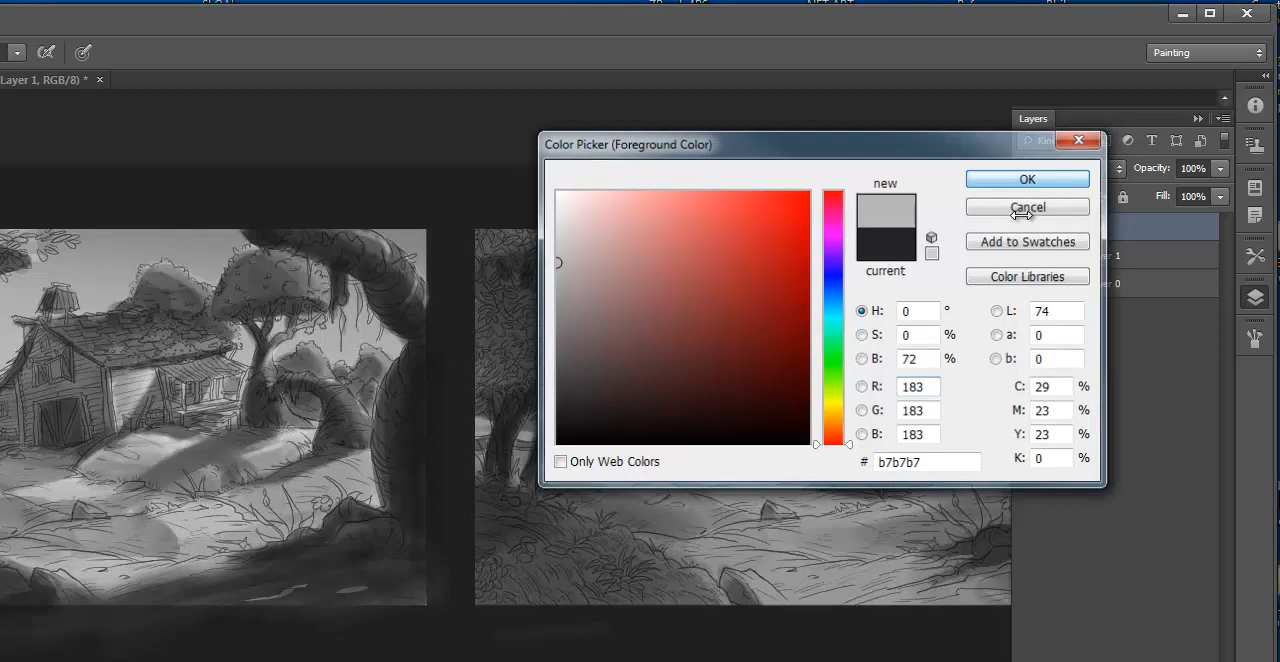 Painting
Layer 1, RGB/8) * ×
Layers
Color Picker (Foreground Color)
Opacity: 100%
Fill: 100%
new
current
OK
Cancel
Add to Swatches
Color Libraries
H: 0 °
S: 0 %
B: 72 %
R: 183
G: 183
B: 183
# b7b7b7
L: 74
a: 0
b: 0
C: 29 %
M: 23 %
Y: 23 %
K: 0 %
Only Web Colors